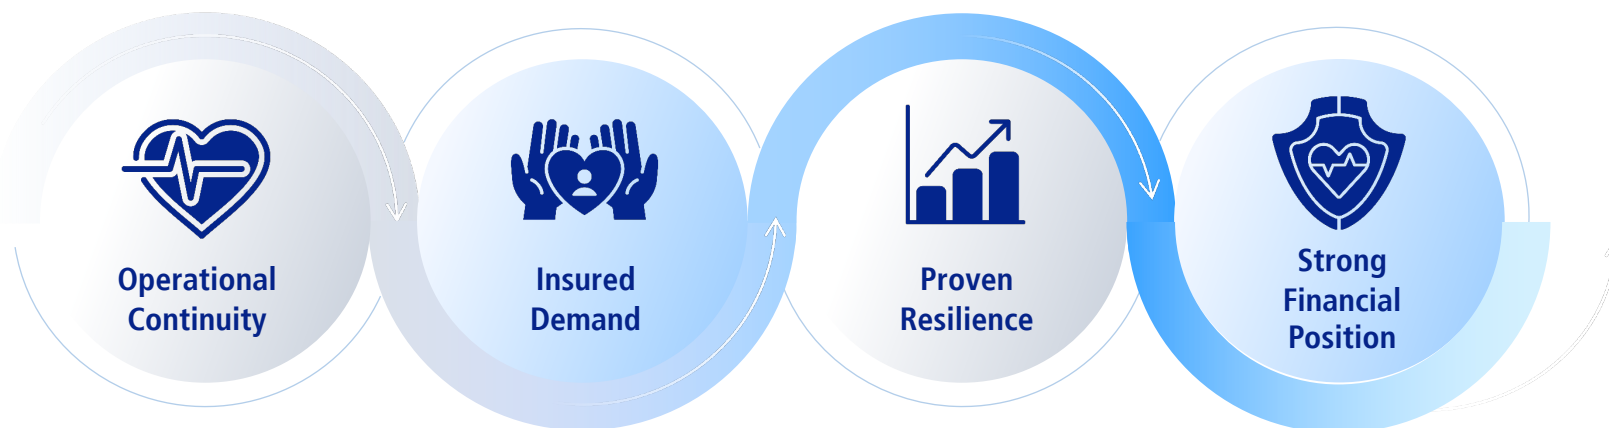 Operational
Continuity
Insured
Demand
Proven
Resilience
Strong
Financial
Position